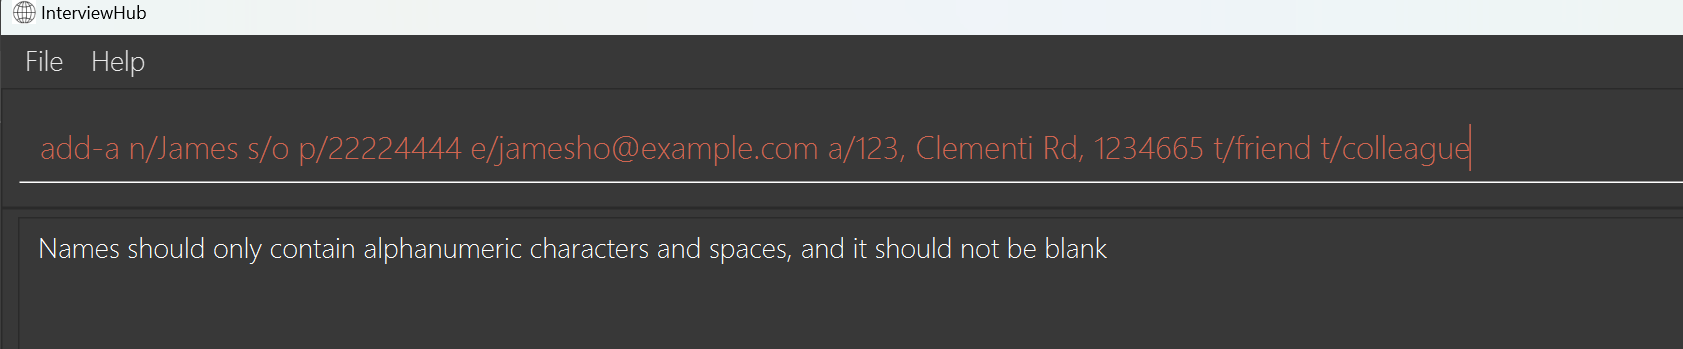 InterviewHub
File Help
add-a n/James s/o p/22224444 e/jamesho@example.com a/123, Clementi Rd, 1234665 t/friend t/colleague
Names should only contain alphanumeric characters and spaces, and it should not be blank